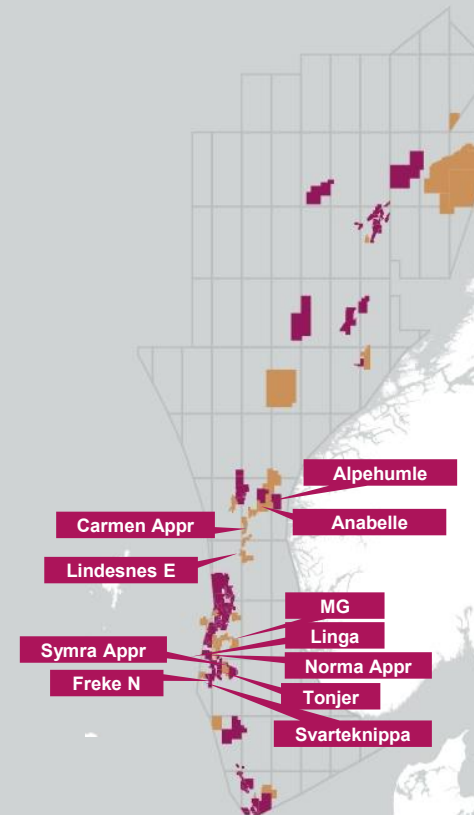 Alpehumle
Anabelle
Carmen Appr
Lindesnes E
MG
Linga
Symra Appr
Norma Appr
Freke N
Tonjer
Svarteknippa